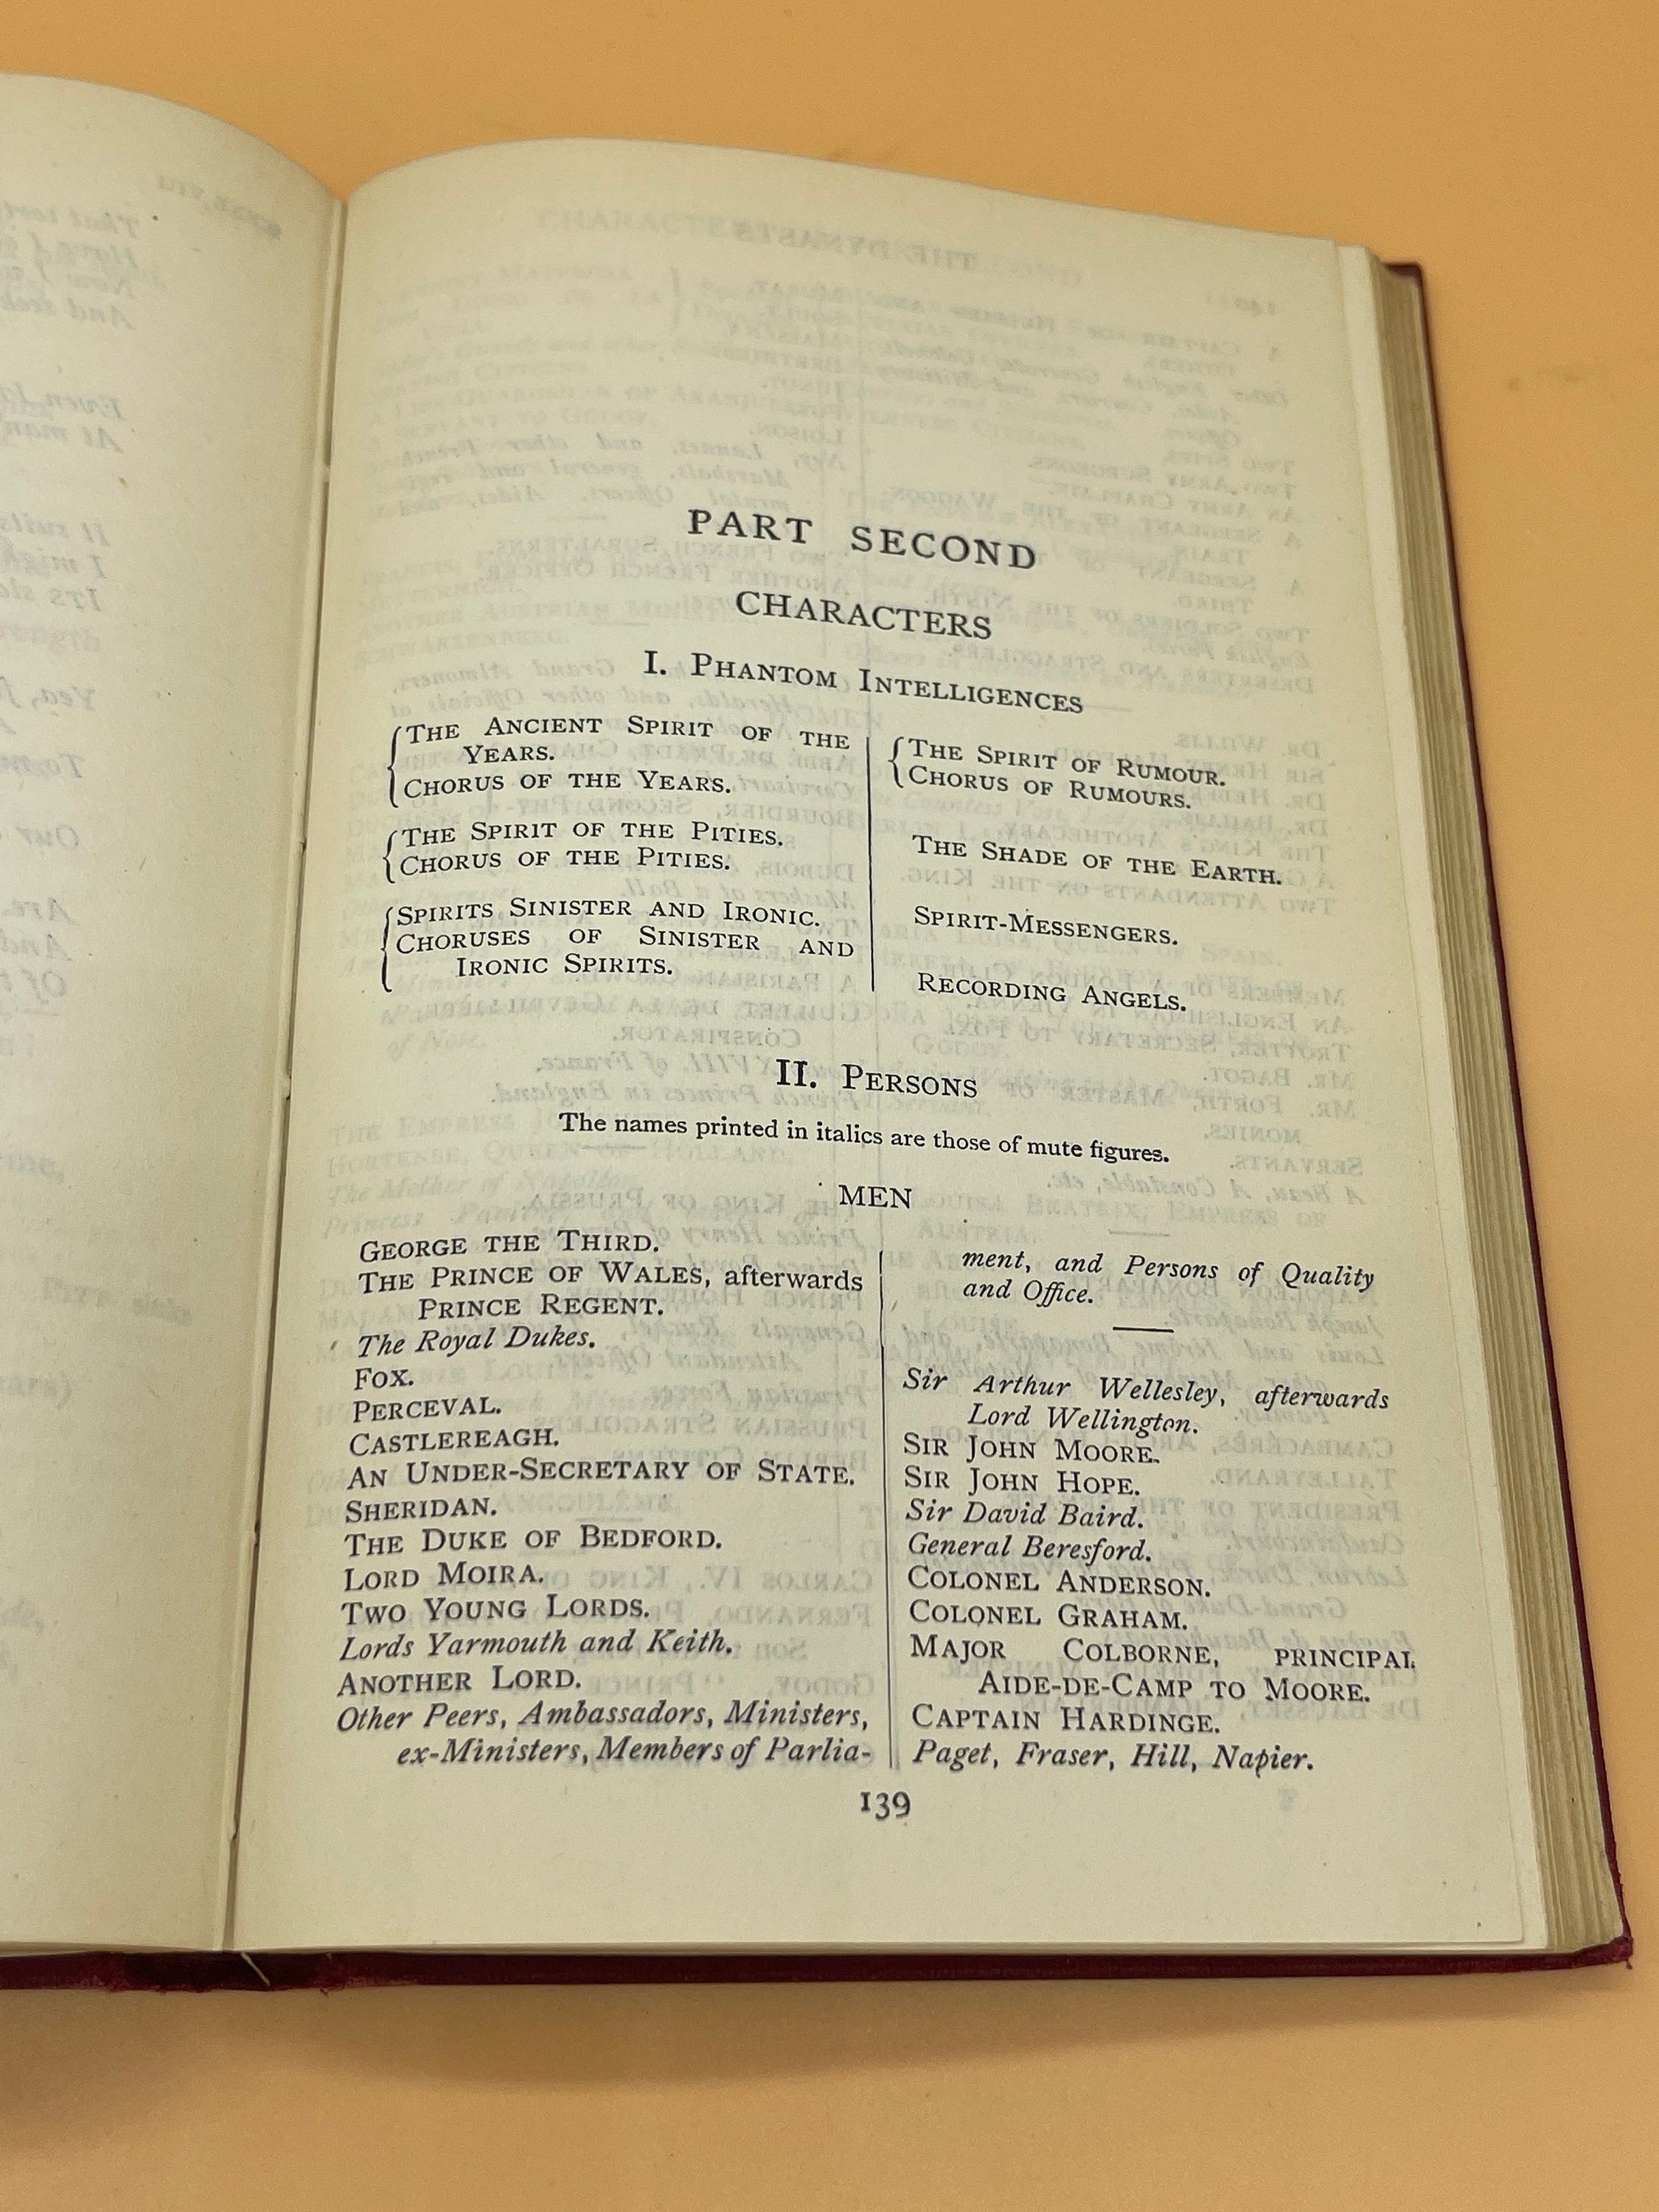 PART SECOND
CHARACTERS
I. PHANTOM INTELLIGENCES
THE ANCIENT SPIRIT OF THE
YEARS.
CHORUS OF THE YEARS.
THE SPIRIT OF THE PITIES.
CHORUS OF THE PITIES.
SPIRITS SINISTER AND IRONIC.
CHORUSES OF SINISTER AND
IRONIC SPIRITS.
THE SPIRIT OF RUMOUR.
CHORUS OF RUMOURS.
THE SHADE OF THE EARTH.
SPIRIT-MESSENGERS.
RECORDING ANGELS.
II. PERSONS
The names printed in italics are those of mute figures.
MEN
GEORGE THE THIRD.
THE PRINCE OF WALES, afterwards
PRINCE REGENT.
The Royal Dukes.
FOX.
PERCEVAL.
CASTLEREAGH.
AN UNDER-SECRETARY OF STATE.
SHERIDAN.
THE DUKE OF BEDFORD.
LORD MOIRA.
TWO YOUNG LORDS.
Lords Yarmouth and Keith.
ANOTHER LORD.
Other Peers, Ambassadors, Ministers,
ex-Ministers, Members of Parlia-
ment, and Persons of Quality
and Office.
Sir Arthur Wellesley, afterwards
Lord Wellington.
SIR JOHN MOORE.
SIR JOHN HOPE.
Sir David Baird.
General Beresford.
COLONEL ANDERSON.
COLONEL GRAHAM.
MAJOR COLBORNE, PRINCIPAL
AIDE-DE-CAMP TO MOORE.
CAPTAIN HARDINGE.
Paget, Fraser, Hill, Napier.
139